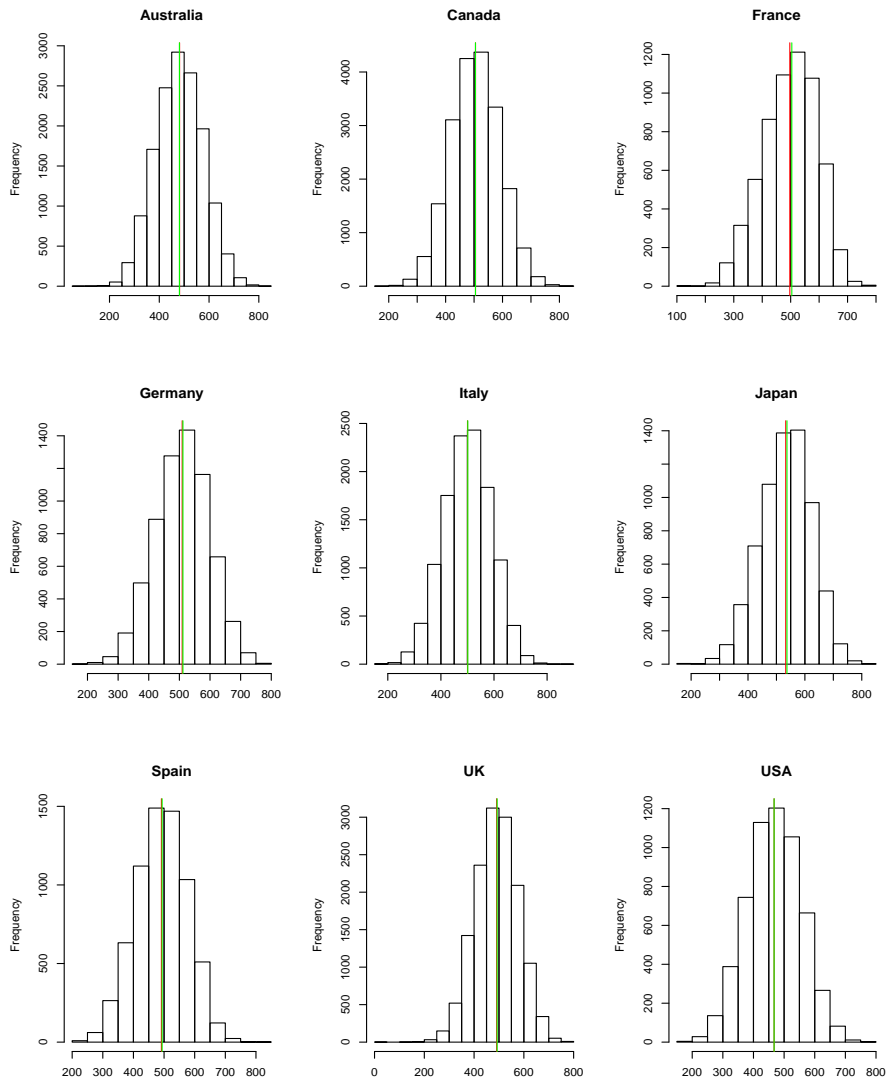 Australia
Canada
France
Frequency
0 500 1000 1500 2000 2500 3000
200 400 600 800
Frequency
0 1000 2000 3000 4000
200 400 600 800
Frequency
0 200 400 600 800 1000 1200
100 300 500 700
Germany
Italy
Japan
Frequency
0 200 400 600 800 1000 1400
200 300 400 500 600 700 800
Frequency
0 500 1000 1500 2000 2500
200 400 600 800
Frequency
0 200 400 600 800 1000 1400
200 400 600 800
Spain
UK
USA
Frequency
0 500 1000 1500
200 300 400 500 600 700 800
Frequency
0 500 1000 1500 2000 2500 3000
0 200 400 600 800
Frequency
0 200 400 600 800 1000 1200
200 300 400 500 600 700 800